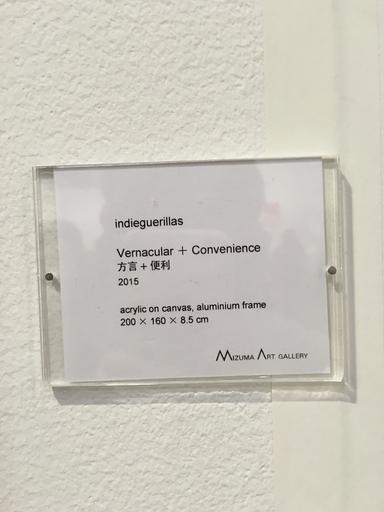 indieguerillas
Vernacular + Convenience
方言+便利
2015
acrylic on canvas, aluminium frame
200 × 160 × 8.5 cm
MIZUMA ART GALLERY